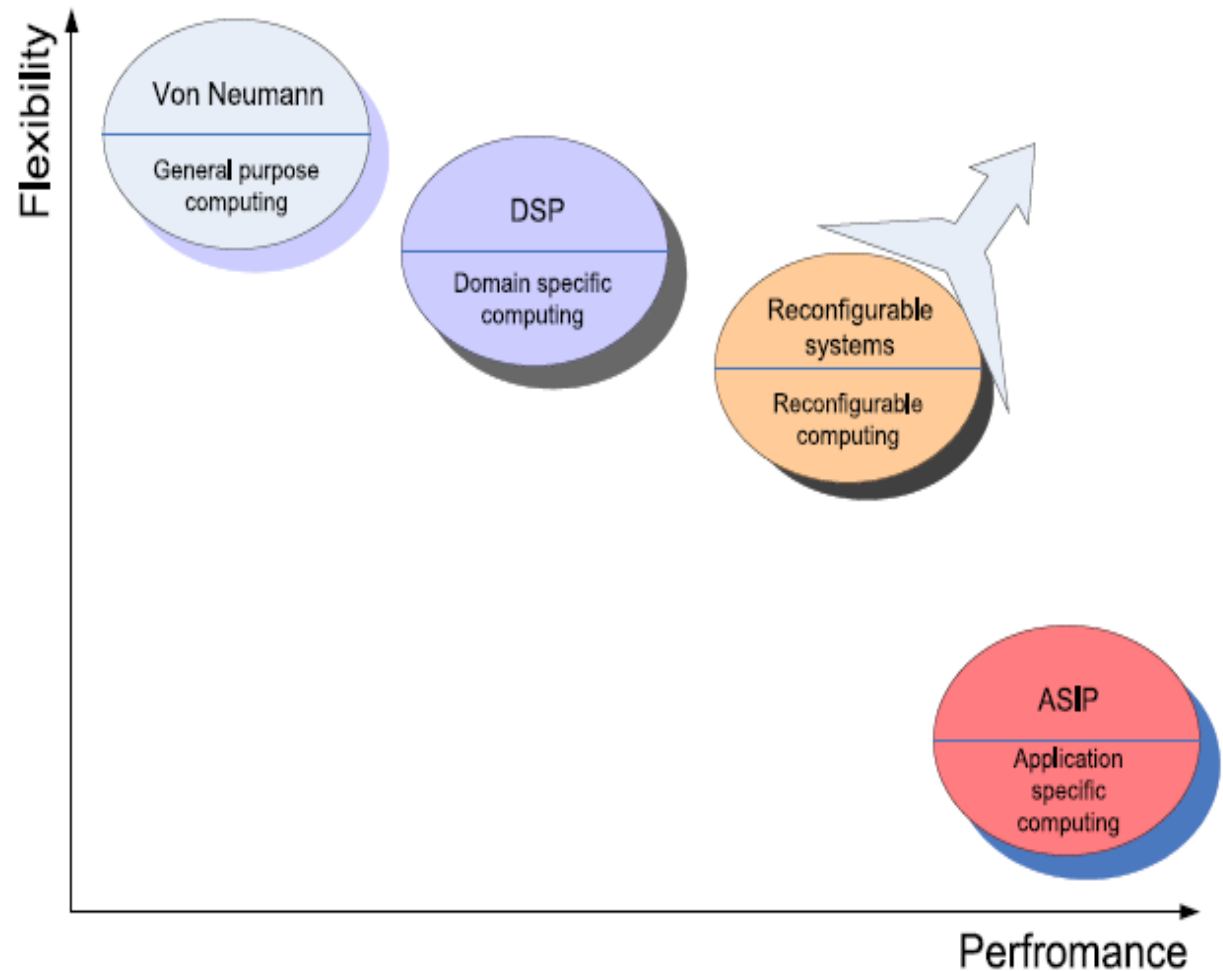 Flexibility
Von Neumann
General purpose
computing
DSP
Domain specific
computing
Reconfigurable
systems
Reconfigurable
computing
ASIP
Application
specific
computing
Perfromance